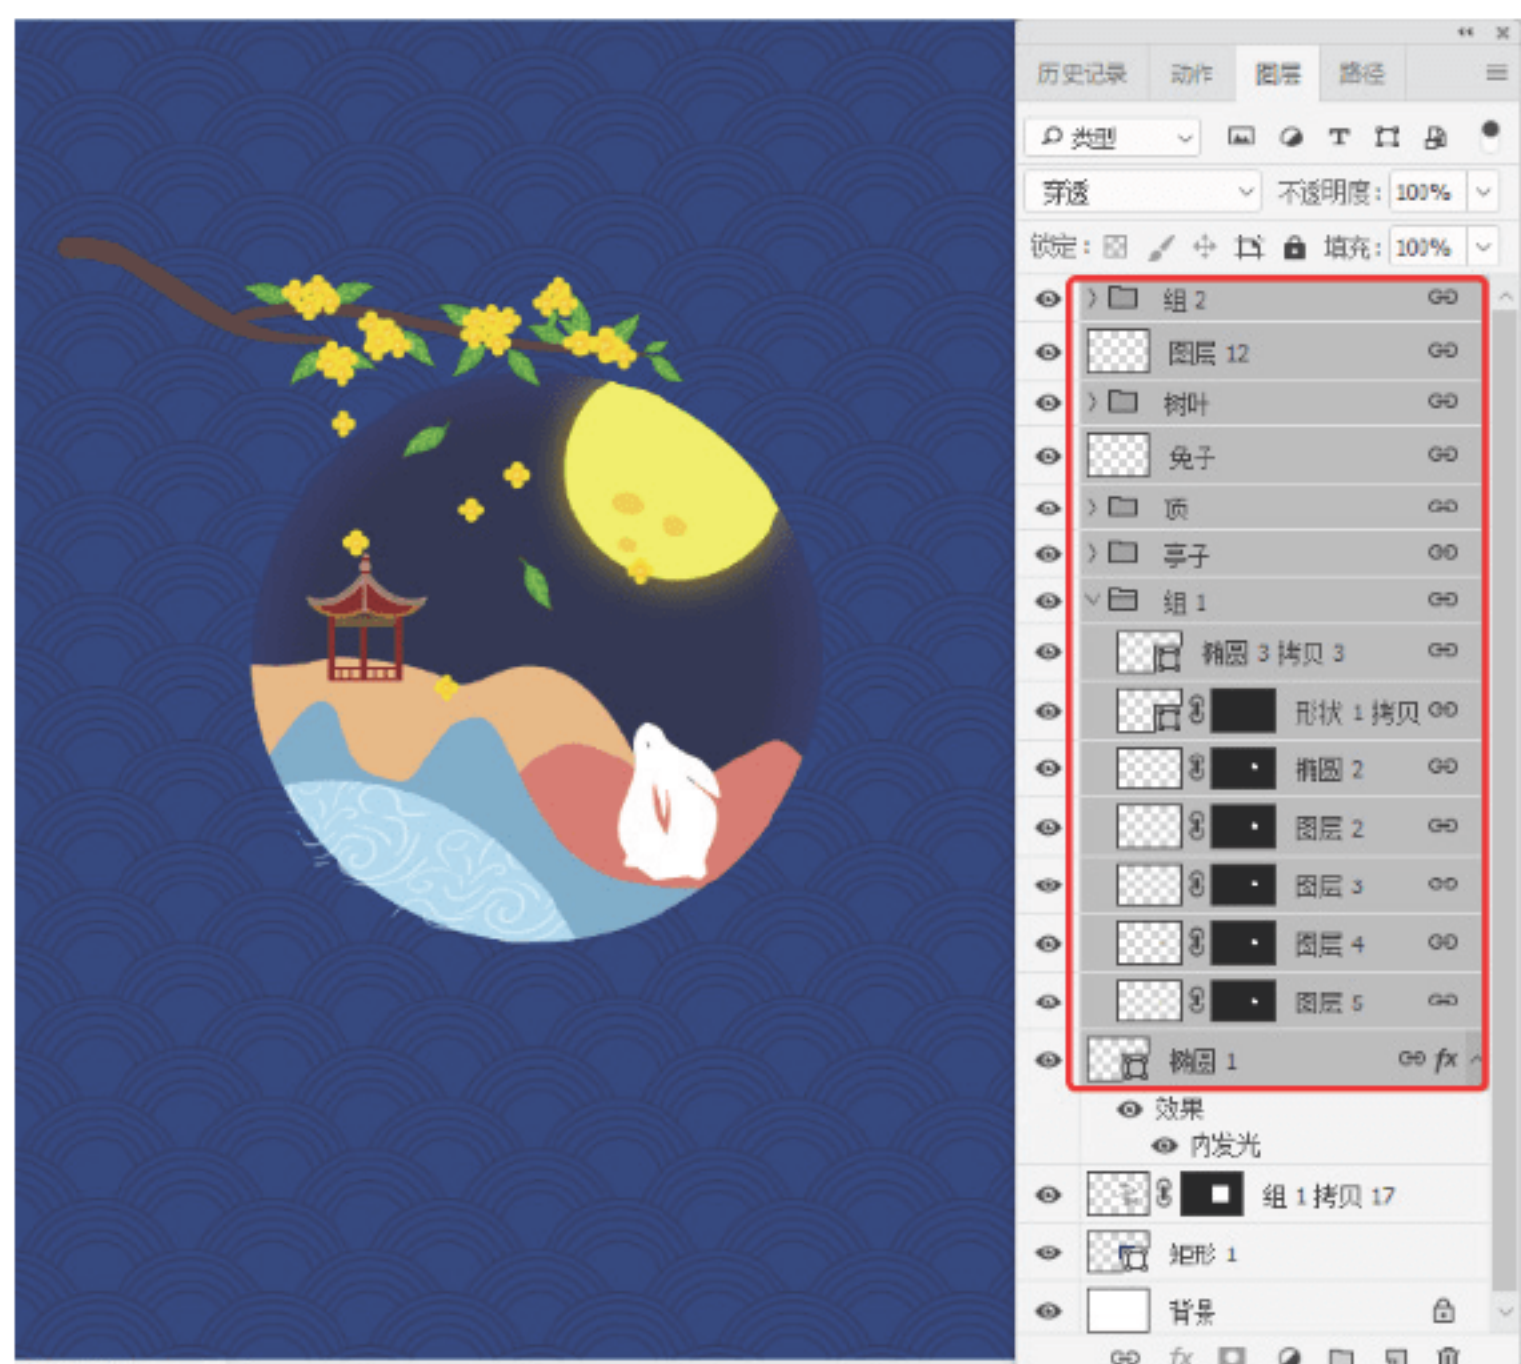 历史记录 动作 图层 路径
类型
穿透 不透明度: 100%
锁定: 填充: 100%
组 2
图层 12
树叶
兔子
顶
亭子
组 1
椭圆 3 拷贝 3
形状 1 拷贝
椭圆 2
图层 2
图层 3
图层 4
图层 5
椭圆 1 fx
效果
内发光
组 1 拷贝 17
矩形 1
背景
fx